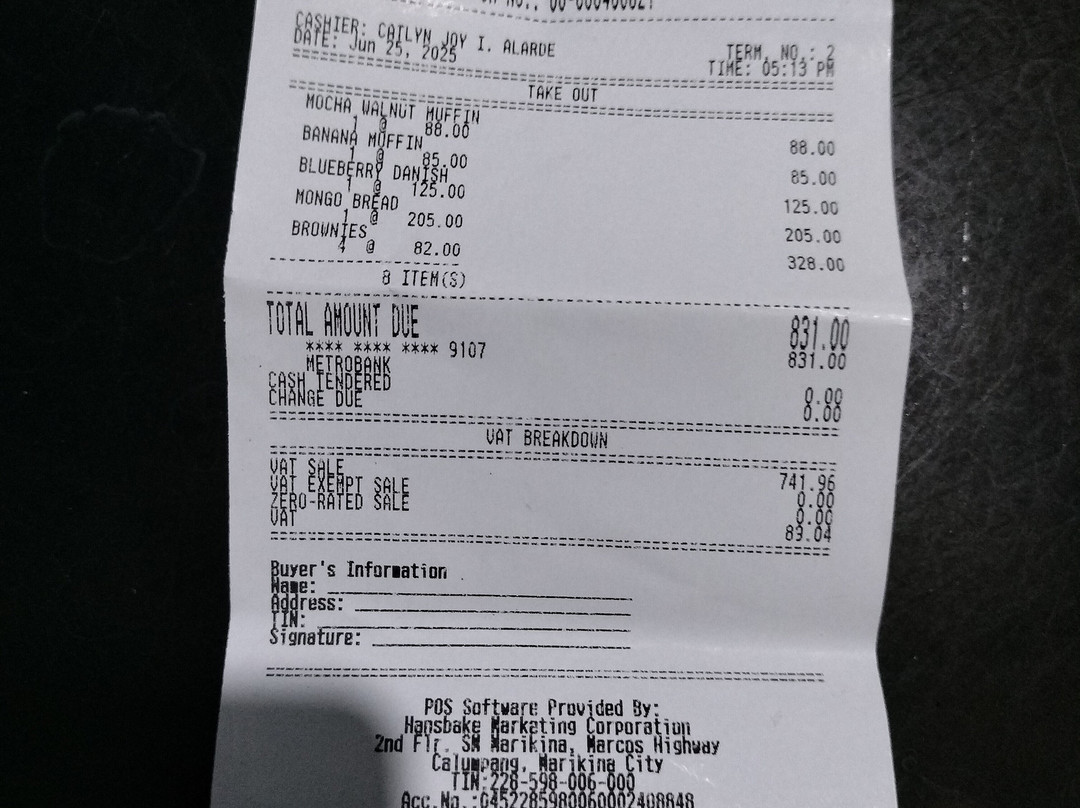 CASHIER: CAILYN JOY I. ALARDE
DATE: Jun 25, 2025
TERM. NO.: 2
TIME: 05:13 PM
TAKE OUT
MOCHA WALNUT MUFFIN
1 @ 88.00 88.00
BANANA MUFFIN
1 @ 85.00 85.00
BLUEBERRY DANISH
1 @ 125.00 125.00
MONGO BREAD
1 @ 205.00 205.00
BROWNIES
4 @ 82.00 328.00
8 ITEM(S)
TOTAL AMOUNT DUE 831.00
**** **** **** 9107 831.00
METROBANK
CASH TENDERED 0.00
CHANGE DUE 0.00
VAT BREAKDOWN
VAT SALE 741.96
VAT EXEMPT SALE 0.00
ZERO-RATED SALE 0.00
VAT 89.04
Buyer's Information
Name:
Address:
TIN:
Signature:
POS Software Provided By:
Hansbake Marketing Corporation
2nd Flr. SM Marikina, Marcos Highway
Calumpang, Marikina City
TIN:228-598-006-000
Acc.No.:0452285980060002408848